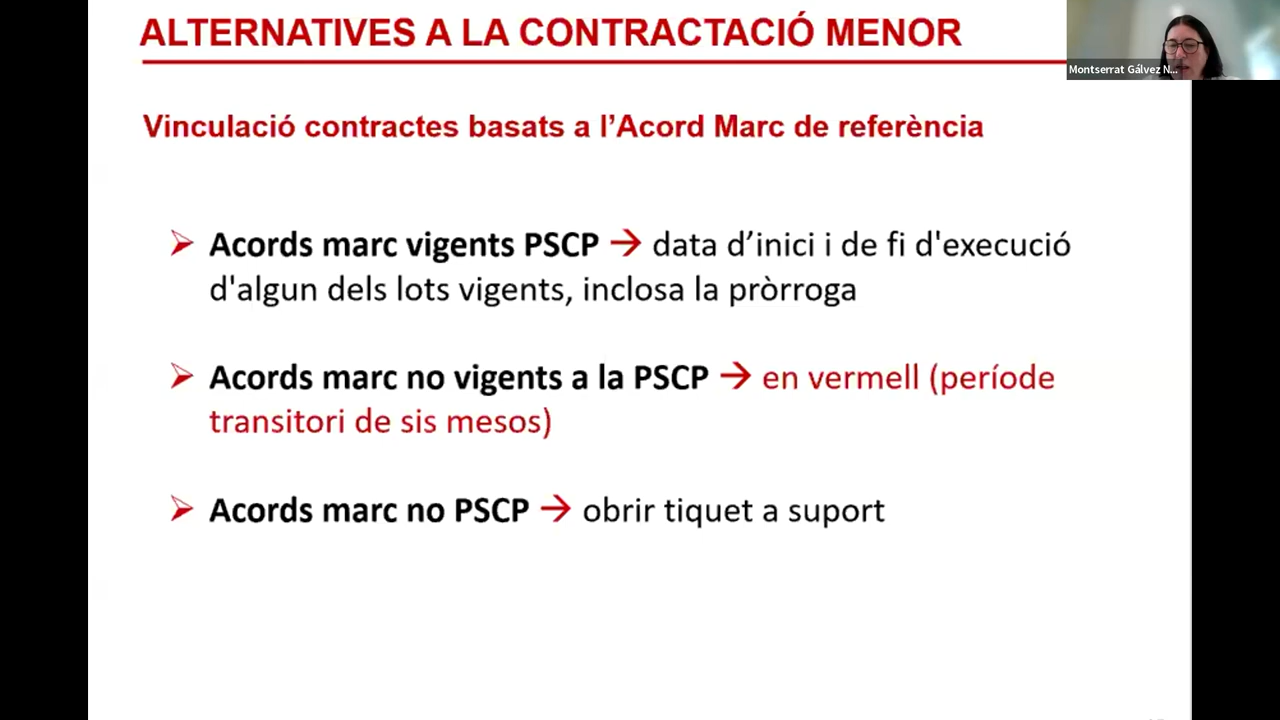 ALTERNATIVES A LA CONTRACTACIÓ MENOR
Montserrat Gálvez N...
Vinculació contractes basats a l’Acord Marc de referència
Acords marc vigents PSCP → data d’inici i de fi d'execució
d'algun dels lots vigents, inclosa la pròrroga
Acords marc no vigents a la PSCP → en vermell (període
transitori de sis mesos)
Acords marc no PSCP → obrir tiquet a suport